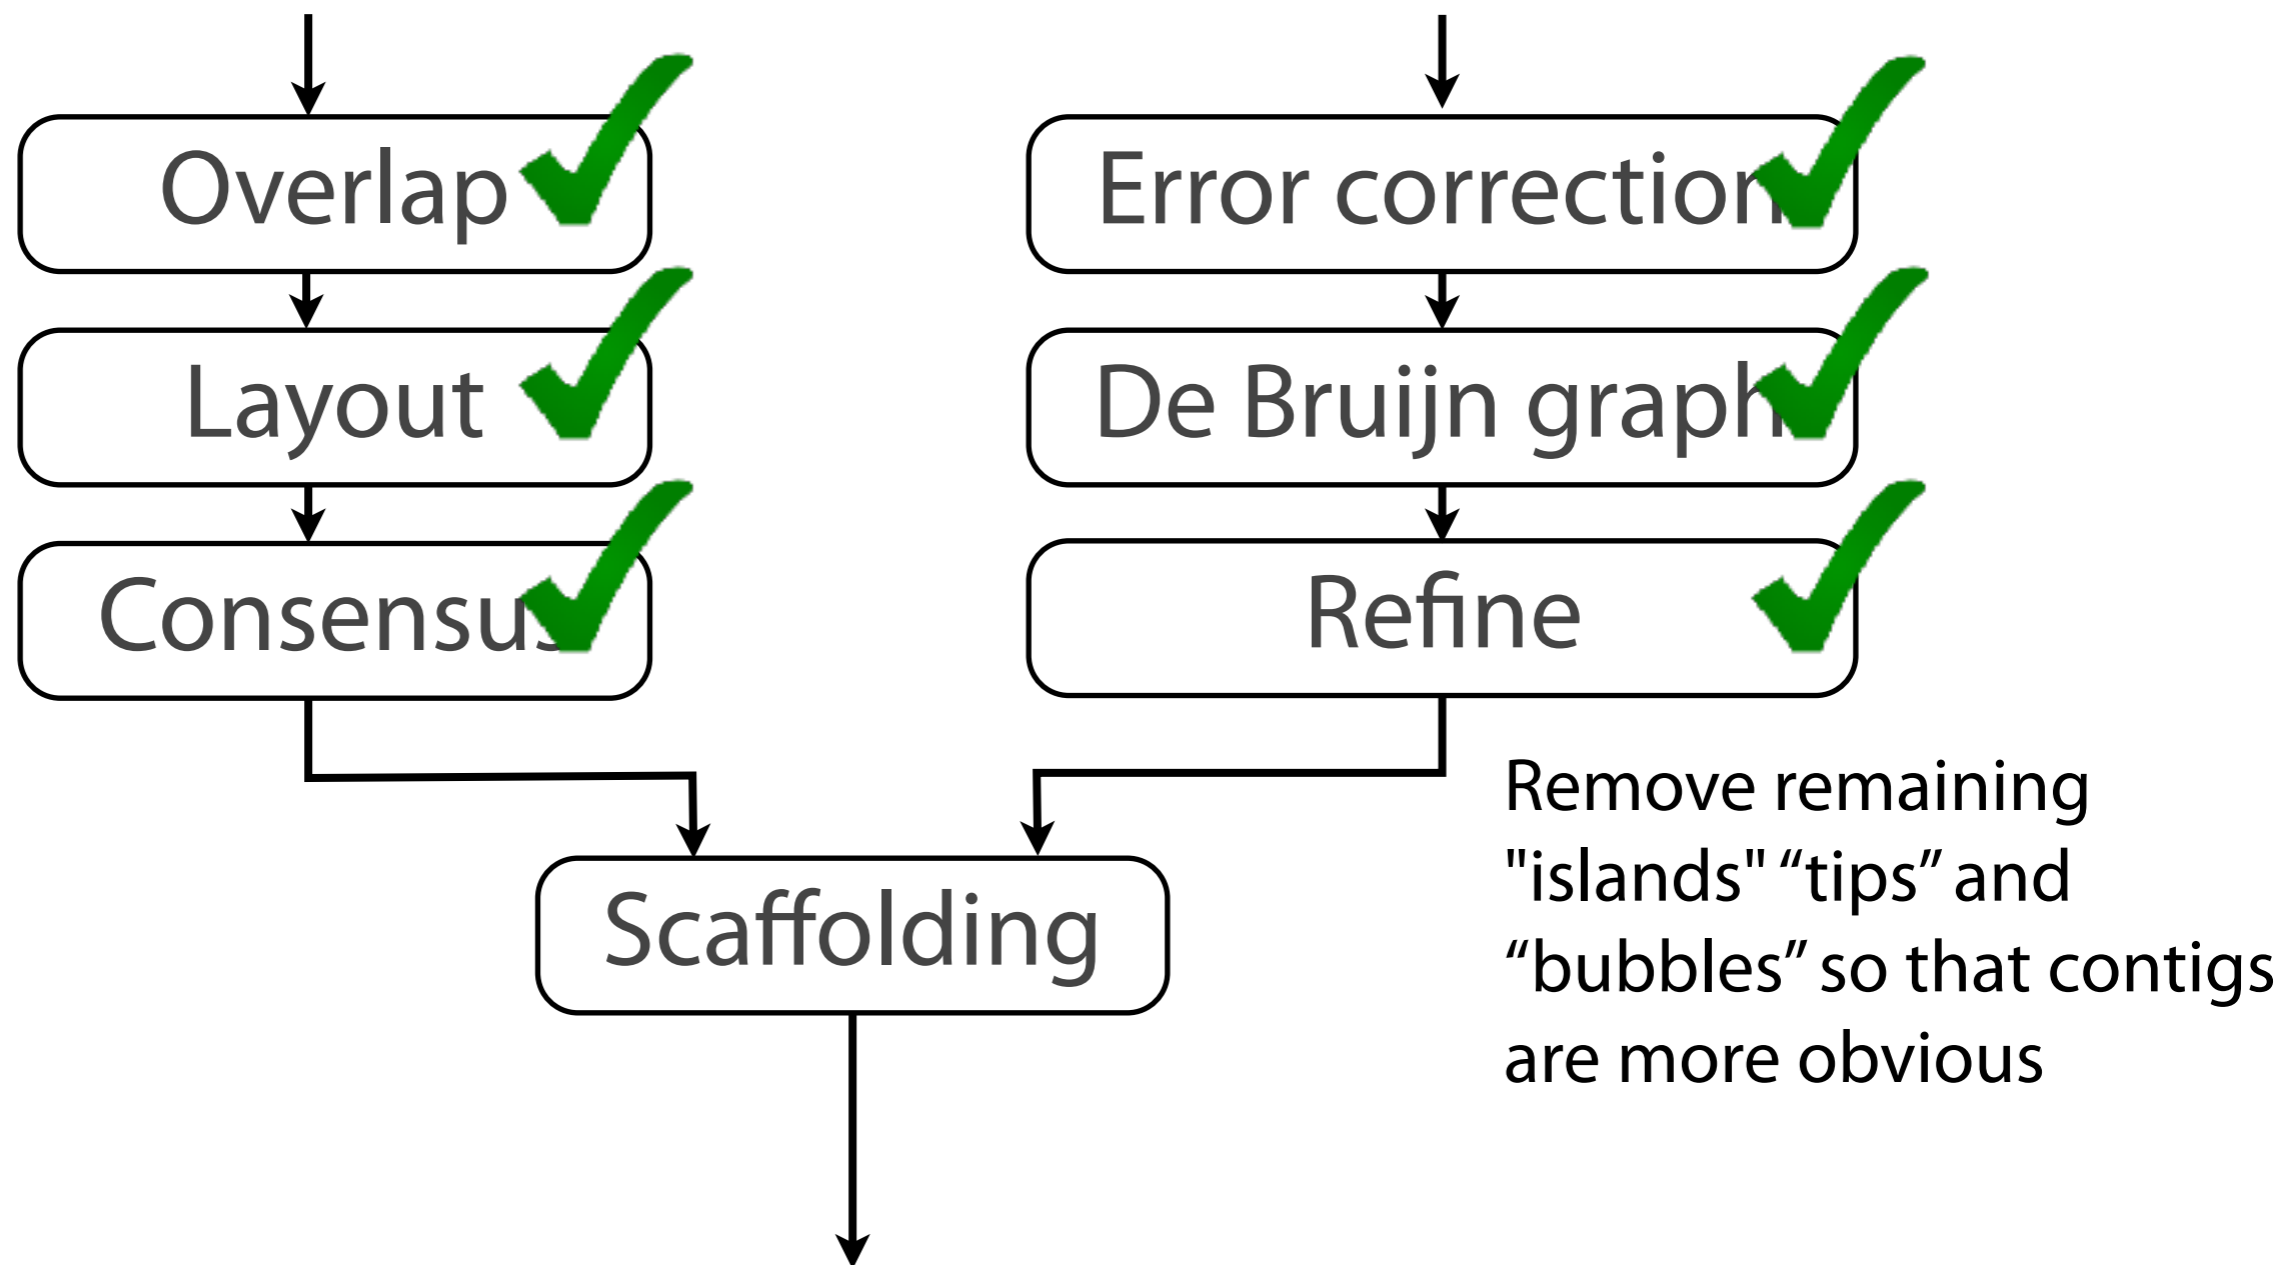 Overlap
Layout
Consensus
Error correction
De Bruijn graph
Refine
Scaffolding
Remove remaining
"islands" “tips” and
“bubbles” so that contigs
are more obvious